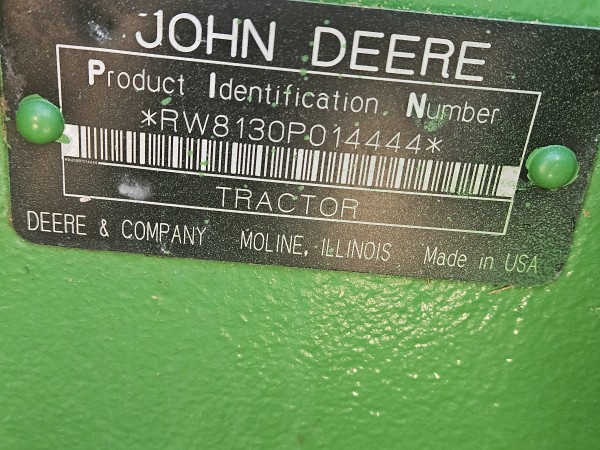 JOHN DEERE
Product Identification Number
*RW8130P014444*
TRACTOR
DEERE & COMPANY MOLINE, ILLINOIS Made in USA